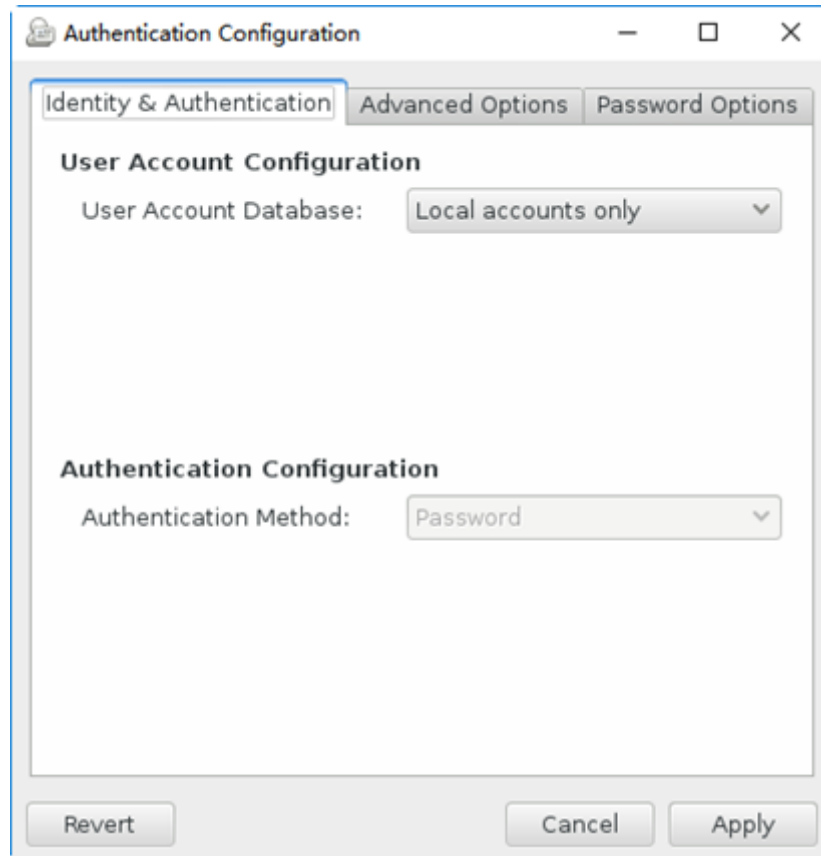 Authentication Configuration
Identity & Authentication Advanced Options Password Options
User Account Configuration
User Account Database: Local accounts only
Authentication Configuration
Authentication Method: Password
Revert Cancel Apply